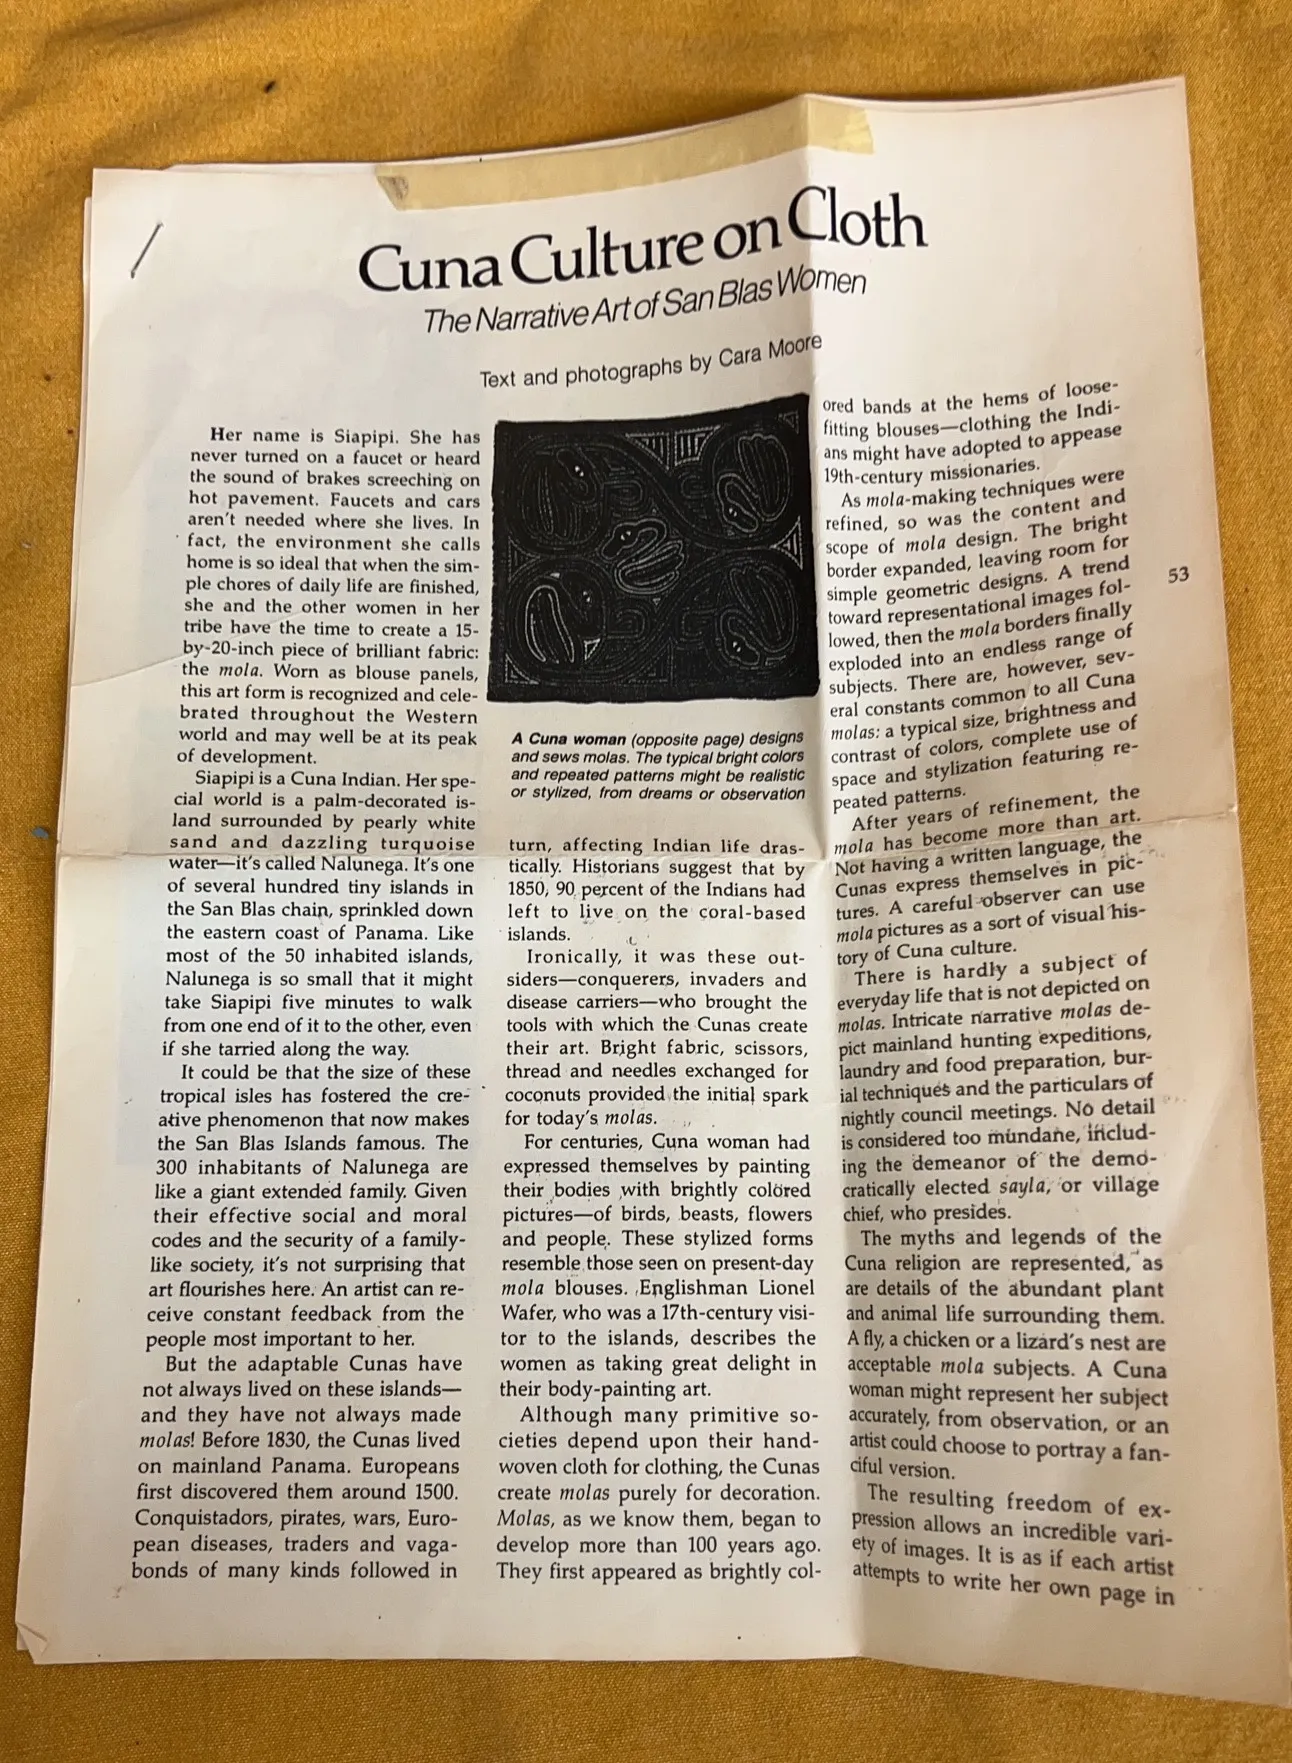 Cuna Culture on Cloth
The Narrative Art of San Blas Women
Text and photographs by Cara Moore
Her name is Siapipi. She has
never turned on a faucet or heard
the sound of brakes screeching on
hot pavement. Faucets and cars
aren't needed where she lives. In
fact, the environment she calls
home is so ideal that when the sim-
ple chores of daily life are finished,
she and the other women in her
tribe have the time to create a 15-
by-20-inch piece of brilliant fabric:
the mola. Worn as blouse panels,
this art form is recognized and cele-
brated throughout the Western
world and may well be at its peak
of development.
Siapipi is a Cuna Indian. Her spe-
cial world is a palm-decorated is-
land surrounded by pearly white
sand and dazzling turquoise
water—it's called Nalunega. It's one
of several hundred tiny islands in
the San Blas chain, sprinkled down
the eastern coast of Panama. Like
most of the 50 inhabited islands,
Nalunega is so small that it might
take Siapipi five minutes to walk
from one end of it to the other, even
if she tarried along the way.
It could be that the size of these
tropical isles has fostered the cre-
ative phenomenon that now makes
the San Blas Islands famous. The
300 inhabitants of Nalunega are
like a giant extended family. Given
their effective social and moral
codes and the security of a family-
like society, it's not surprising that
art flourishes here. An artist can re-
ceive constant feedback from the
people most important to her.
But the adaptable Cunas have
not always lived on these islands—
and they have not always made
molas! Before 1830, the Cunas lived
on mainland Panama. Europeans
first discovered them around 1500.
Conquistadors, pirates, wars, Euro-
pean diseases, traders and vaga-
bonds of many kinds followed in
A Cuna woman (opposite page) designs
and sews molas. The typical bright colors
and repeated patterns might be realistic
or stylized, from dreams or observation
turn, affecting Indian life dras-
tically. Historians suggest that by
1850, 90 percent of the Indians had
left to live on the coral-based
islands.
Ironically, it was these out-
siders—conquerers, invaders and
disease carriers—who brought the
tools with which the Cunas create
their art. Bright fabric, scissors,
thread and needles exchanged for
coconuts provided the initial spark
for today's molas.
For centuries, Cuna woman had
expressed themselves by painting
their bodies with brightly colored
pictures—of birds, beasts, flowers
and people. These stylized forms
resemble those seen on present-day
mola blouses. Englishman Lionel
Wafer, who was a 17th-century visi-
tor to the islands, describes the
women as taking great delight in
their body-painting art.
Although many primitive so-
cieties depend upon their hand-
woven cloth for clothing, the Cunas
create molas purely for decoration.
Molas, as we know them, began to
develop more than 100 years ago.
They first appeared as brightly col-
ored bands at the hems of loose-
fitting blouses—clothing the Indi-
ans might have adopted to appease
19th-century missionaries.
As mola-making techniques were
refined, so was the content and
scope of mola design. The bright
border expanded, leaving room for
simple geometric designs. A trend
toward representational images fol-
lowed, then the mola borders finally
exploded into an endless range of
subjects. There are, however, sev-
eral constants common to all Cuna
molas: a typical size, brightness and
contrast of colors, complete use of
space and stylization featuring re-
peated patterns.
After years of refinement, the
mola has become more than art.
Not having a written language, the
Cunas express themselves in pic-
tures. A careful observer can use
mola pictures as a sort of visual his-
tory of Cuna culture.
There is hardly a subject of
everyday life that is not depicted on
molas. Intricate narrative molas de-
pict mainland hunting expeditions,
laundry and food preparation, bur-
ial techniques and the particulars of
nightly council meetings. No detail
is considered too mundane, includ-
ing the demeanor of the demo-
cratically elected sayla, or village
chief, who presides.
The myths and legends of the
Cuna religion are represented, as
are details of the abundant plant
and animal life surrounding them.
A fly, a chicken or a lizard's nest are
acceptable mola subjects. A Cuna
woman might represent her subject
accurately, from observation, or an
artist could choose to portray a fan-
ciful version.
The resulting freedom of ex-
pression allows an incredible vari-
ety of images. It is as if each artist
attempts to write her own page in
53